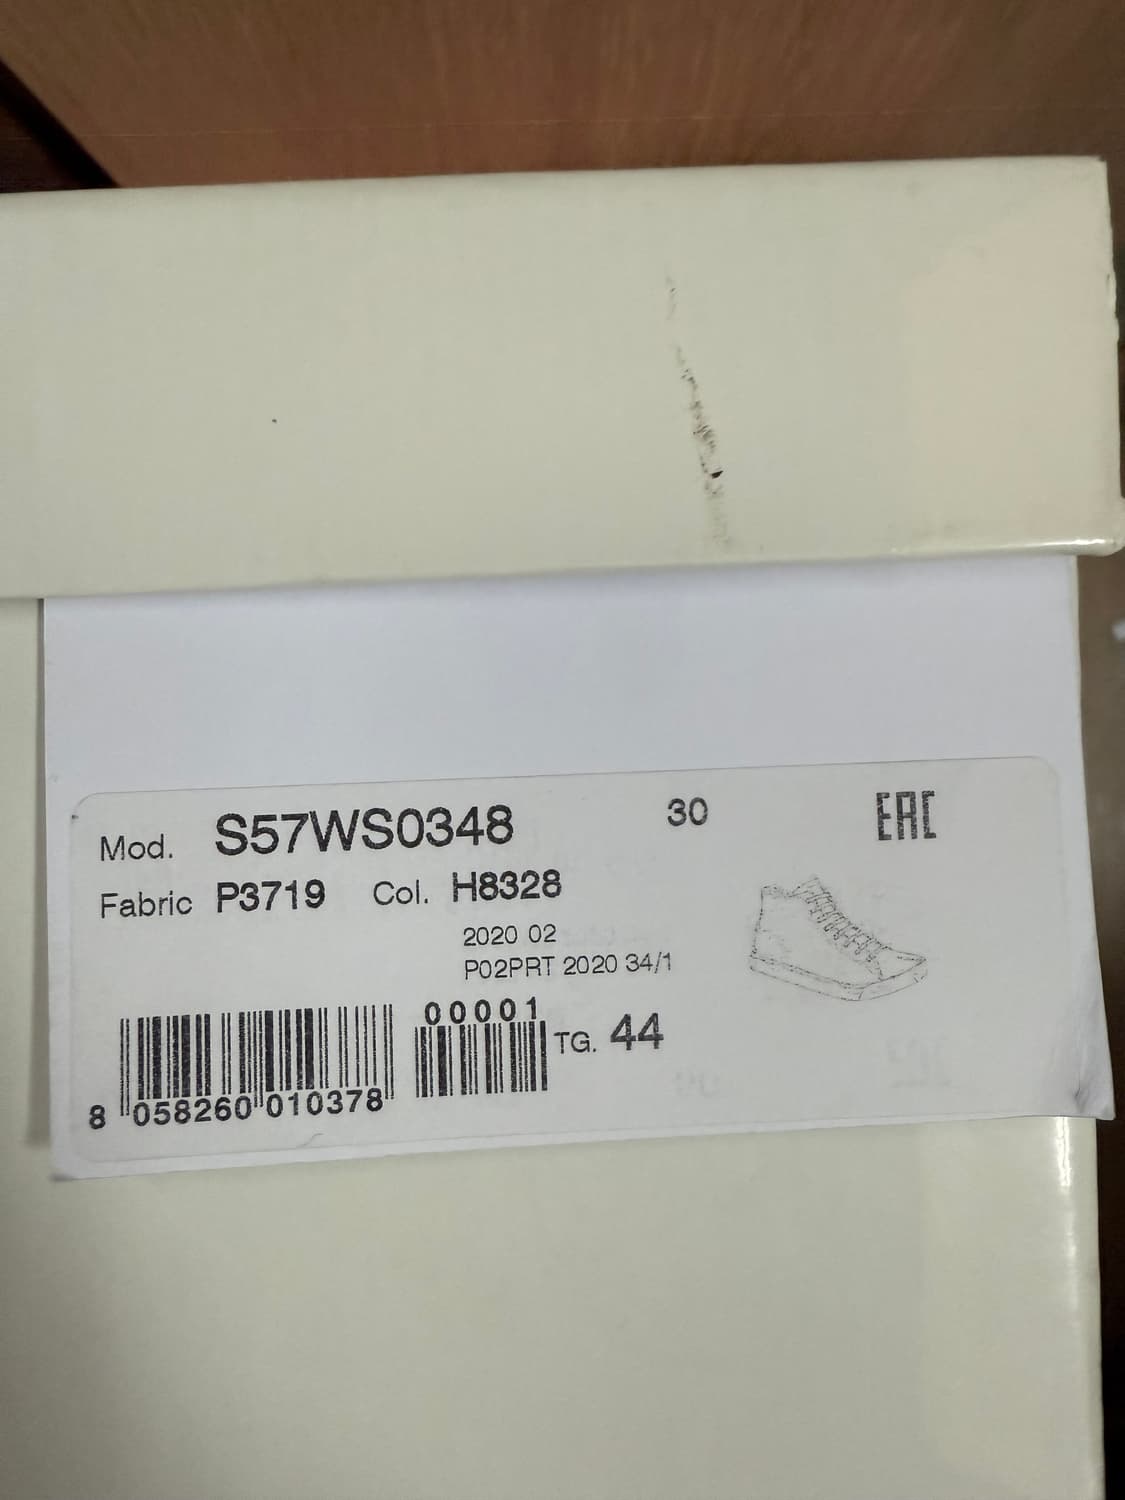 Mod. S57WS0348 30 EAC
Fabric P3719 Col. H8328
2020 02
P02PRT 2020 34/1
00001
TG. 44
8 058260 010378